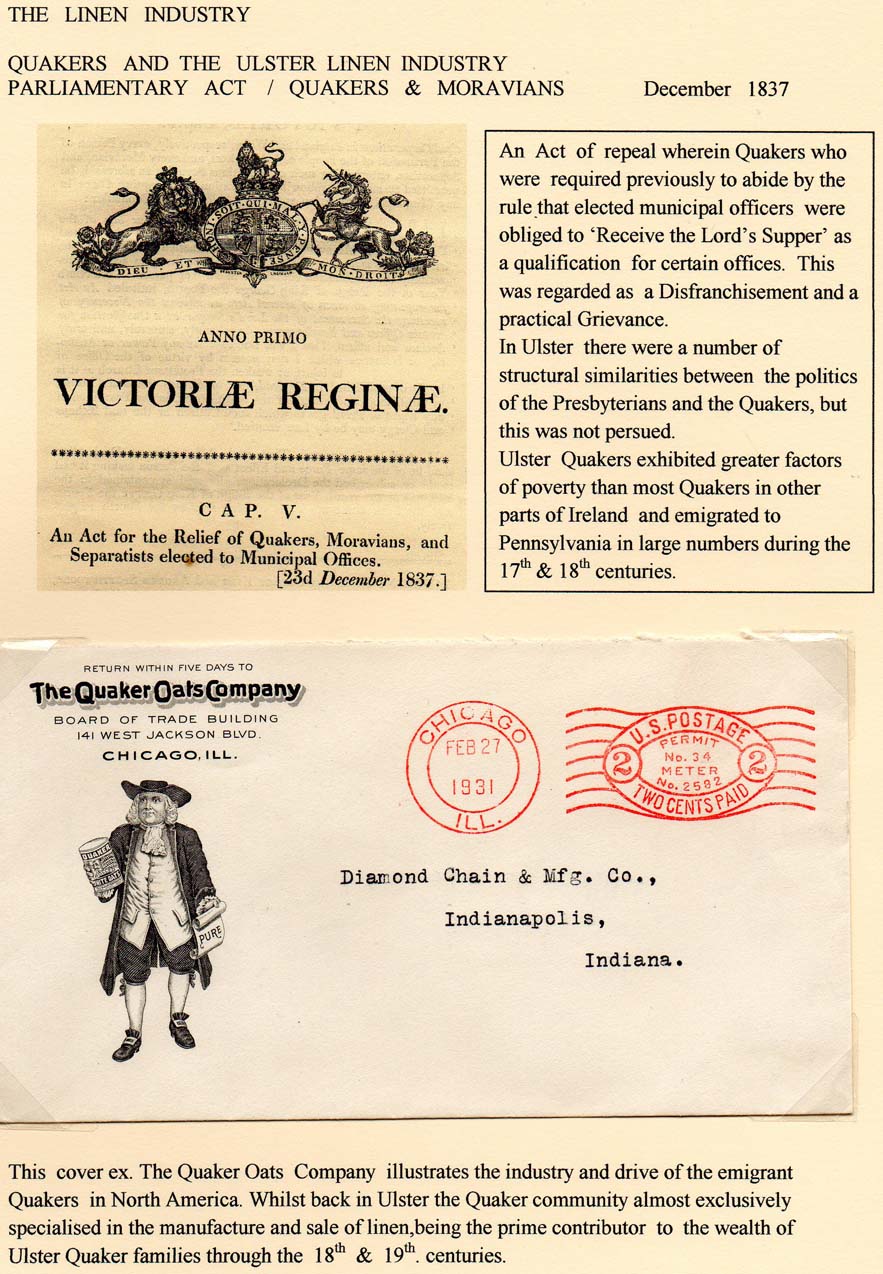 THE LINEN INDUSTRY
QUAKERS AND THE ULSTER LINEN INDUSTRY
PARLIAMENTARY ACT / QUAKERS & MORAVIANS December 1837
HONI·SOIT·QUI·MAL·Y·PENSE
DIEU · ET MON·DROIT
ANNO PRIMO
VICTORIÆ REGINÆ.
CAP. V.
An Act for the Relief of Quakers, Moravians, and
Separatists elected to Municipal Offices.
[23d December 1837.]
An Act of repeal wherein Quakers who
were required previously to abide by the
rule that elected municipal officers were
obliged to ‘Receive the Lord’s Supper’ as
a qualification for certain offices. This
was regarded as a Disfranchisement and a
practical Grievance.
In Ulster there were a number of
structural similarities between the politics
of the Presbyterians and the Quakers, but
this was not persued.
Ulster Quakers exhibited greater factors
of poverty than most Quakers in other
parts of Ireland and emigrated to
Pennsylvania in large numbers during the
17th & 18th centuries.
RETURN WITHIN FIVE DAYS TO
The Quaker Oats Company
BOARD OF TRADE BUILDING
141 WEST JACKSON BLVD.
CHICAGO, ILL.
QUAKER
WHITE OATS
PURE
CHICAGO
FEB 27
1931
ILL.
U.S. POSTAGE
PERMIT
No. 34
2 METER 2
No. 2582
TWO CENTS PAID
Diamond Chain & Mfg. Co.,
Indianapolis,
Indiana.
This cover ex. The Quaker Oats Company illustrates the industry and drive of the emigrant
Quakers in North America. Whilst back in Ulster the Quaker community almost exclusively
specialised in the manufacture and sale of linen,being the prime contributor to the wealth of
Ulster Quaker families through the 18th & 19th. centuries.